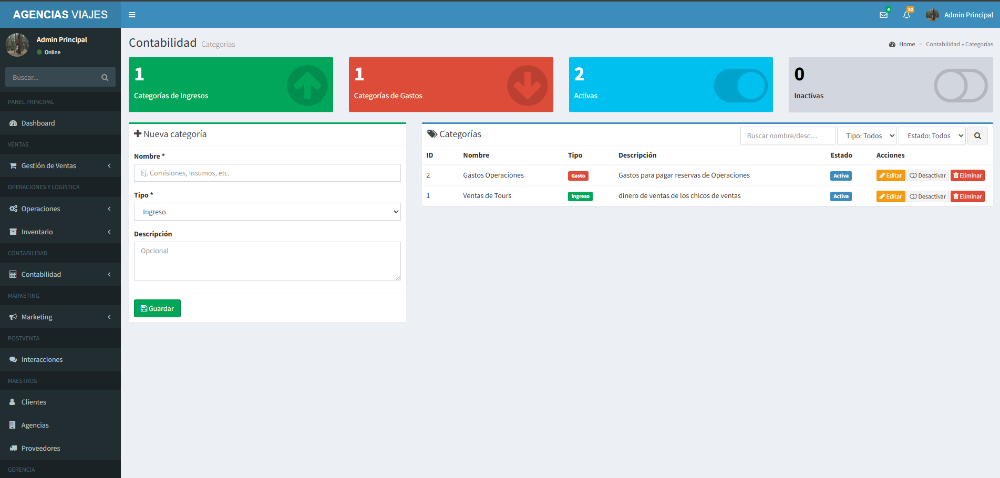 AGENCIAS VIAJES
4
10
Admin Principal
Admin Principal
Online
Buscar...
PANEL PRINCIPAL
Dashboard
VENTAS
Gestión de Ventas
OPERACIONES Y LOGÍSTICA
Operaciones
Inventario
CONTABILIDAD
Contabilidad
MARKETING
Marketing
POSTVENTA
Interacciones
MAESTROS
Clientes
Agencias
Proveedores
GERENCIA
Contabilidad Categorías
Home > Contabilidad » Categorías
1
Categorías de Ingresos
1
Categorías de Gastos
2
Activas
0
Inactivas
Nueva categoría
Nombre *
Ej. Comisiones, Insumos, etc.
Tipo *
Ingreso
Descripción
Opcional
Guardar
Categorías
Buscar nombre/desc…
Tipo: Todos
Estado: Todos
ID Nombre Tipo Descripción Estado Acciones
2 Gastos Operaciones Gasto Gastos para pagar reservas de Operaciones Activa Editar Desactivar Eliminar
1 Ventas de Tours Ingreso dinero de ventas de los chicos de ventas Activa Editar Desactivar Eliminar